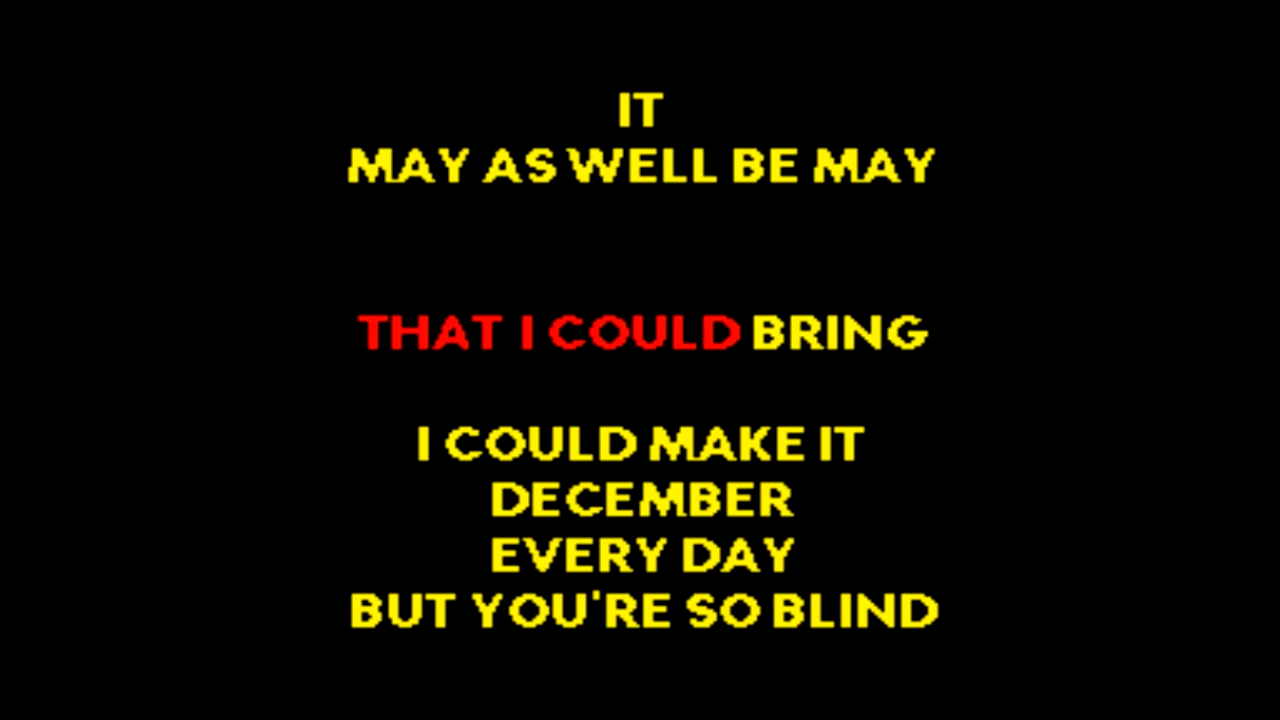 IT
MAY AS WELL BE MAY
THAT I COULD BRING
I COULD MAKE IT
DECEMBER
EVERY DAY
BUT YOU'RE SO BLIND